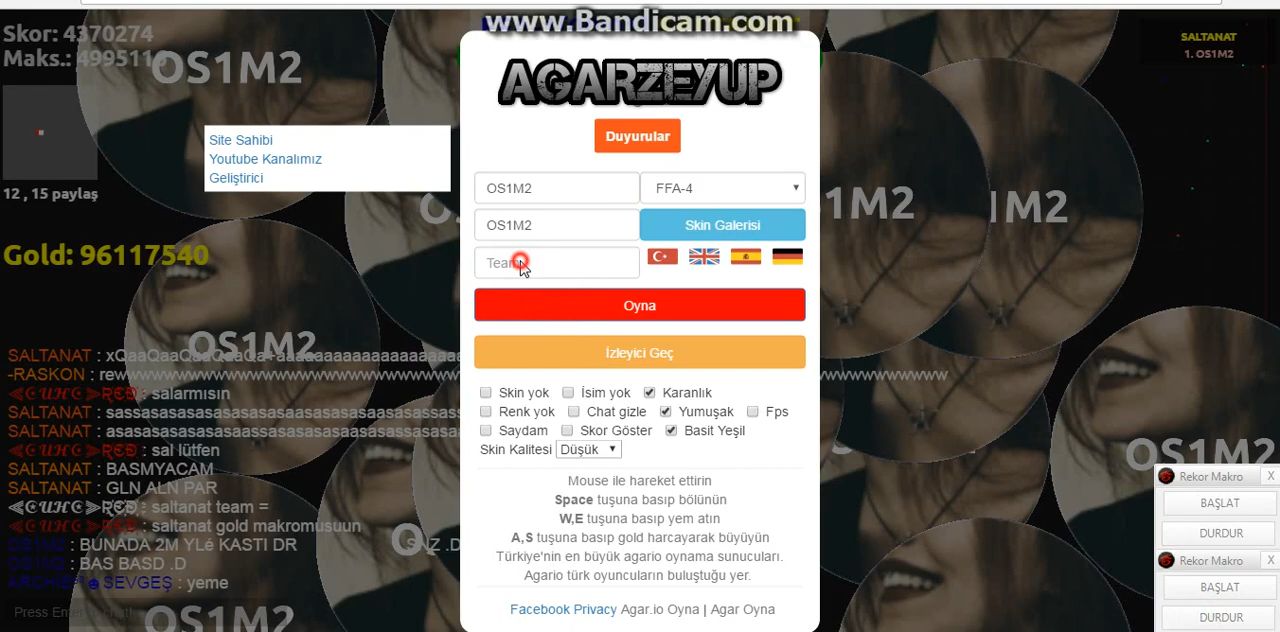 www.Bandicam.com
Skor: 4370274
Maks.: 4995110
12 , 15 paylaş
Gold: 96117540
Site Sahibi
Youtube Kanalımız
Geliştirici
SALTANAT
1. OS1M2
OS1M2
OS1M2
OS1M2
AGARZEYUP
Duyurular
OS1M2 FFA-4
OS1M2 Skin Galerisi
Team
Oyna
İzleyici Geç
Skin yok İsim yok Karanlık
Renk yok Chat gizle Yumuşak Fps
Saydam Skor Göster Basit Yeşil
Skin Kalitesi Düşük
Mouse ile hareket ettirin
Space tuşuna basıp bölünün
W,E tuşuna basıp yem atın
A,S tuşuna basıp gold harcayarak büyüyün
Türkiye'nin en büyük agario oynama sunucuları.
Agario türk oyuncuların buluştuğu yer.
Facebook Privacy Agar.io Oyna | Agar Oyna
salarmısın
sal lütfen
SALTANAT : BASMYACAM
SALTANAT : GLN ALN PAR
saltanat team =
saltanat gold makromusuun
OS1M2 : BUNADA 2M YLé KASTI DR
OS1M2 : BAS BASD .D
: yeme
OS1M2
OS1M2
Rekor Makro X
BAŞLAT
DURDUR
Rekor Makro X
BAŞLAT
DURDUR